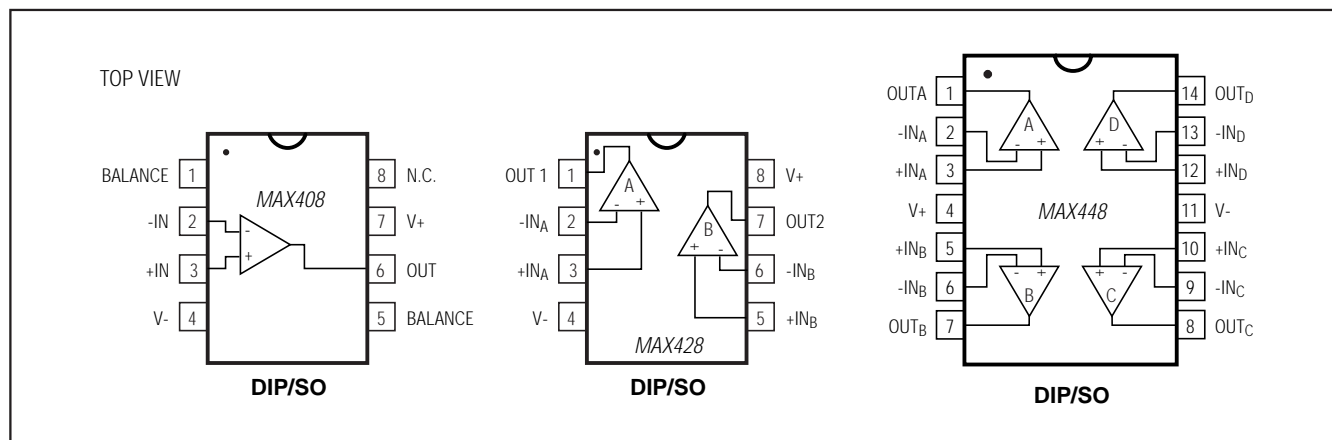 TOP VIEW
BALANCE 1
-IN 2
+IN 3
V- 4
MAX408
- 
+
8 N.C.
7 V+
6 OUT
5 BALANCE
DIP/SO
OUT 1 1
-INA 2
+INA 3
V- 4
A
- +
B
+ -
8 V+
7 OUT2
6 -INB
5 +INB
MAX428
DIP/SO
OUTA 1
-INA 2
+INA 3
V+ 4
+INB 5
-INB 6
OUTB 7
A
- +
D
+ -
MAX448
- +
B
+ -
C
14 OUTD
13 -IND
12 +IND
11 V-
10 +INC
9 -INC
8 OUTC
DIP/SO